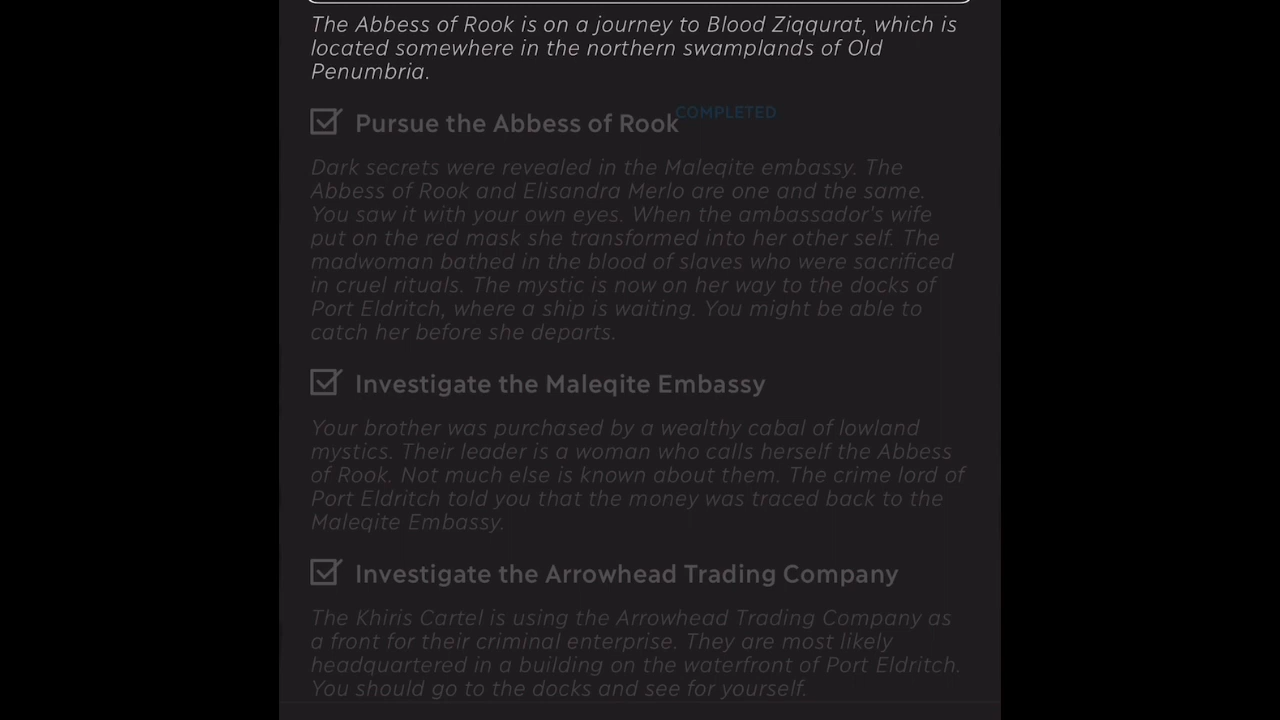 The Abbess of Rook is on a journey to Blood Ziqqurat, which is
located somewhere in the northern swamplands of Old
Penumbria.
Pursue the Abbess of Rook COMPLETED
Dark secrets were revealed in the Maleqite embassy. The
Abbess of Rook and Elisandra Merlo are one and the same.
You saw it with your own eyes. When the ambassador's wife
put on the red mask she transformed into her other self. The
madwoman bathed in the blood of slaves who were sacrificed
in cruel rituals. The mystic is now on her way to the docks of
Port Eldritch, where a ship is waiting. You might be able to
catch her before she departs.
Investigate the Maleqite Embassy
Your brother was purchased by a wealthy cabal of lowland
mystics. Their leader is a woman who calls herself the Abbess
of Rook. Not much else is known about them. The crime lord of
Port Eldritch told you that the money was traced back to the
Maleqite Embassy.
Investigate the Arrowhead Trading Company
The Khiris Cartel is using the Arrowhead Trading Company as
a front for their criminal enterprise. They are most likely
headquartered in a building on the waterfront of Port Eldritch.
You should go to the docks and see for yourself.